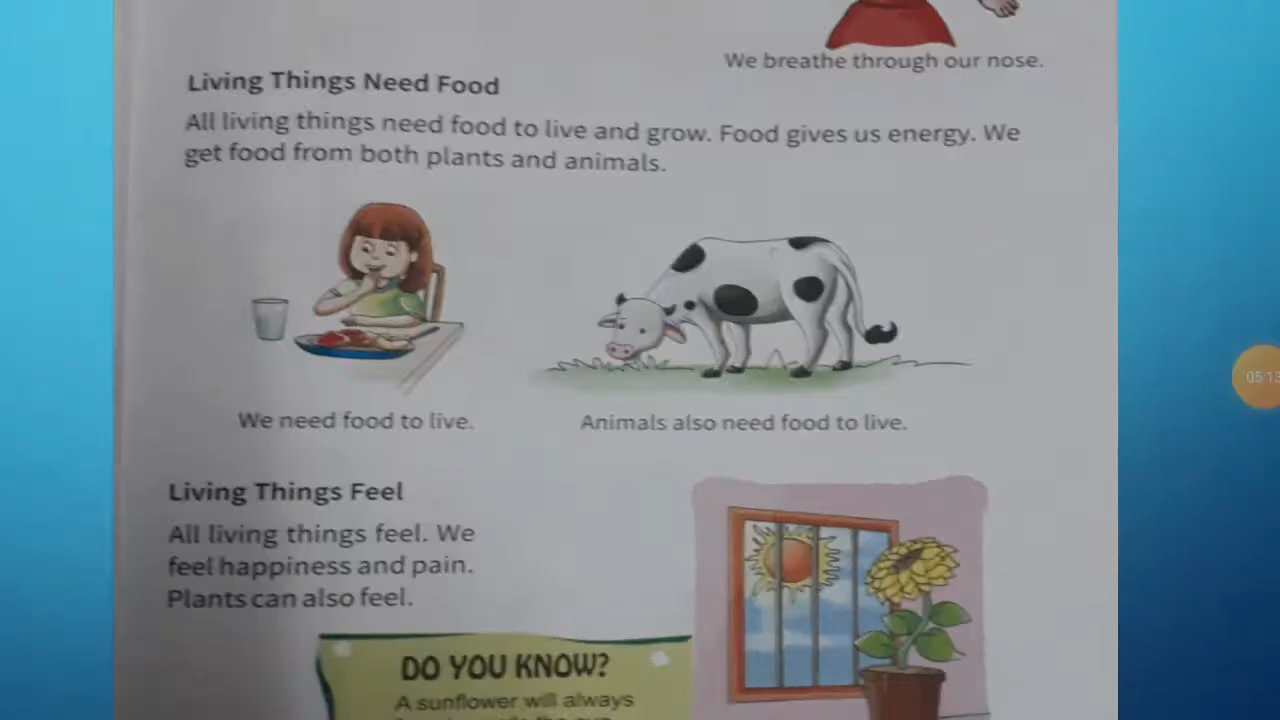 We breathe through our nose.
Living Things Need Food
All living things need food to live and grow. Food gives us energy. We
get food from both plants and animals.
We need food to live.
Animals also need food to live.
Living Things Feel
All living things feel. We
feel happiness and pain.
Plants can also feel.
DO YOU KNOW?
A sunflower will always
05:13